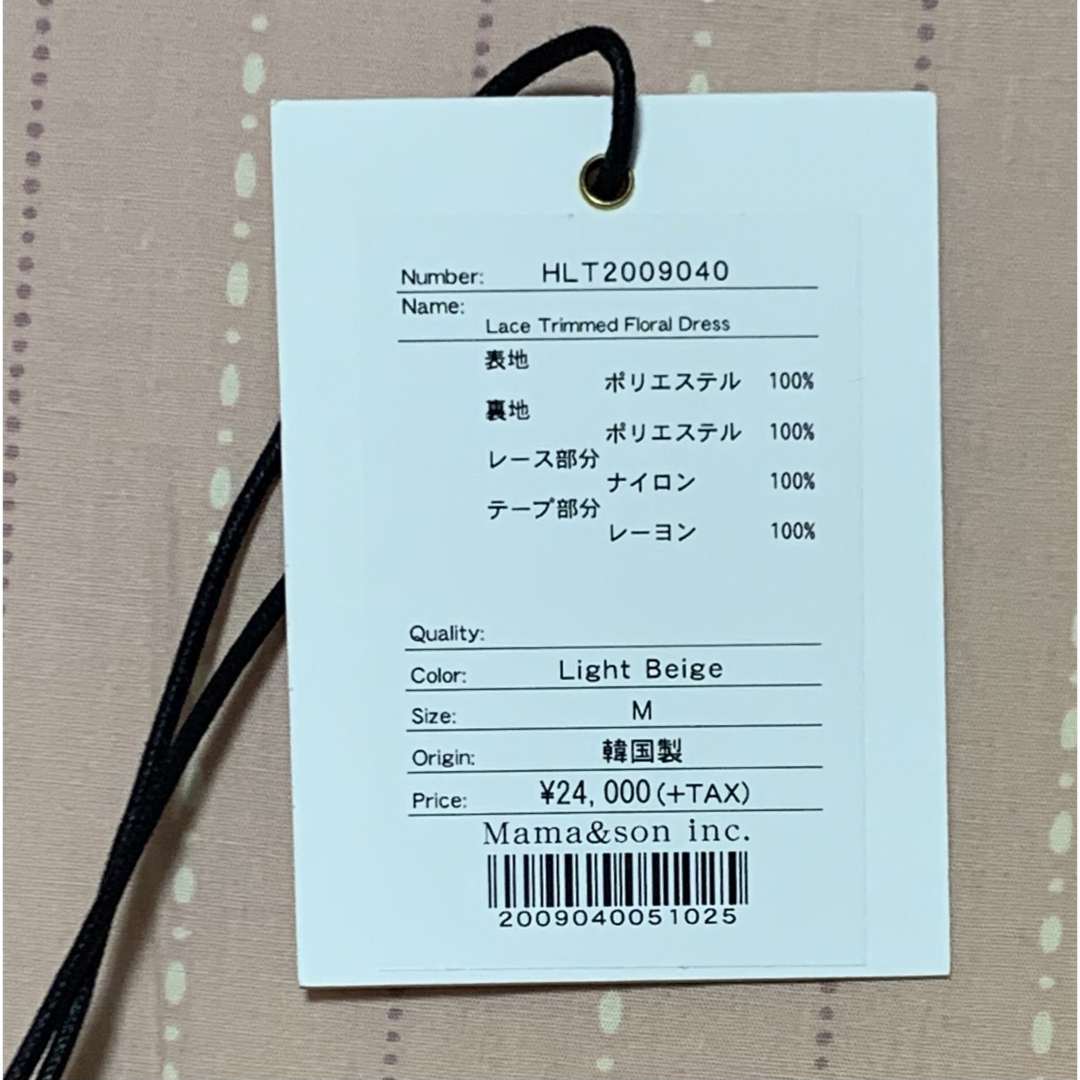 Number: HLT2009040
Name:
Lace Trimmed Floral Dress
表地
ポリエステル 100%
裏地
ポリエステル 100%
レース部分
ナイロン 100%
テープ部分
レーヨン 100%
Quality:
Color: Light Beige
Size: M
Origin: 韓国製
Price: ¥24,000(+TAX)
Mama&son inc.
2009040051025